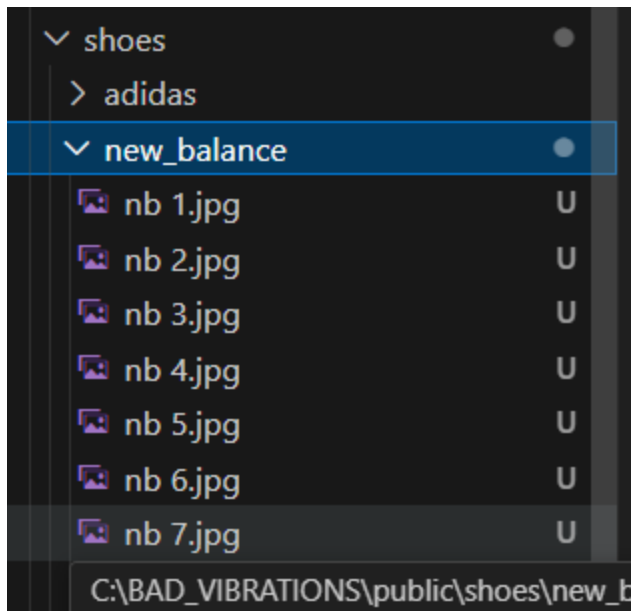 shoes
adidas
new_balance
nb 1.jpg U
nb 2.jpg U
nb 3.jpg U
nb 4.jpg U
nb 5.jpg U
nb 6.jpg U
nb 7.jpg U
C:\BAD_VIBRATIONS\public\shoes\new_b